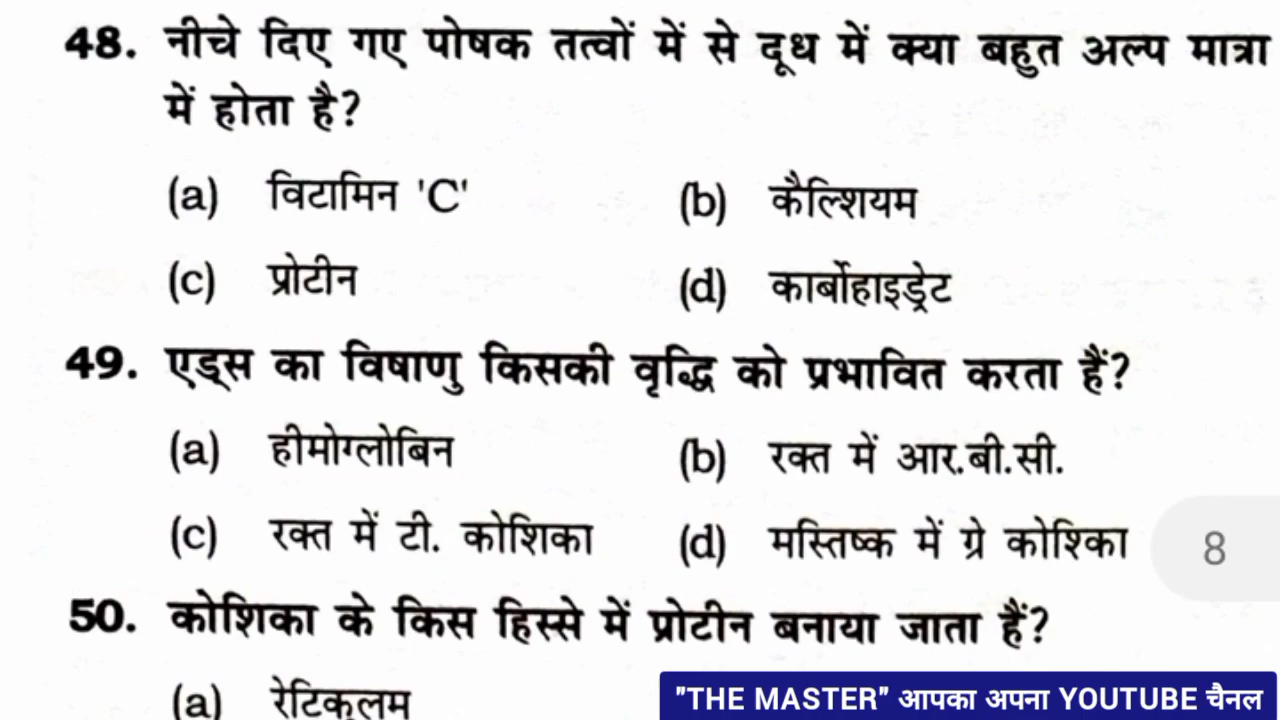 48. नीचे दिए गए पोषक तत्वों में से दूध में क्या बहुत अल्प मात्रा
में होता है?
(a) विटामिन 'C' (b) कैल्शियम
(c) प्रोटीन (d) कार्बोहाइड्रेट
49. एड्स का विषाणु किसकी वृद्धि को प्रभावित करता हैं?
(a) हीमोग्लोबिन (b) रक्त में आर.बी.सी.
(c) रक्त में टी. कोशिका (d) मस्तिष्क में ग्रे कोश्किा
8
50. कोशिका के किस हिस्से में प्रोटीन बनाया जाता हैं?
(a) रेटिकुलम
"THE MASTER" आपका अपना YOUTUBE चैनल